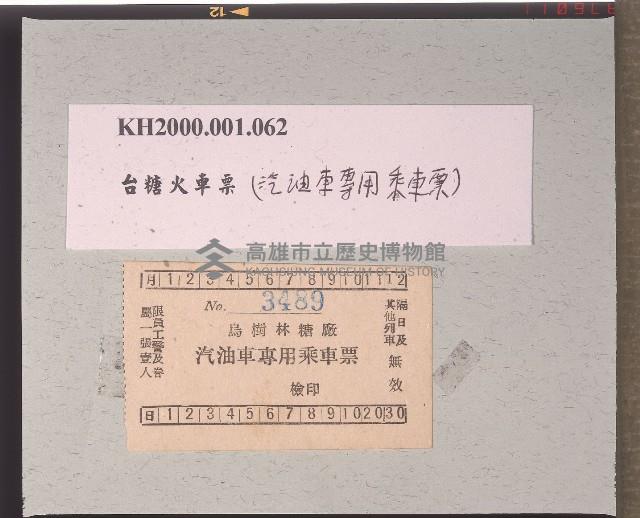 KH2000.001.062
台糖火車票(汽油車專用乘車票)
高雄市立歷史博物館
KAOHSIUNG MUSEUM OF HISTORY
月 1 2 3 4 5 6 7 8 9 10 11 12
No. 3489
烏樹林糖廠
汽油車專用乘車票
檢印
限員工警及眷
屬一張壹人
隔日及
其他列車
無效
日 1 2 3 4 5 6 7 8 9 10 20 30